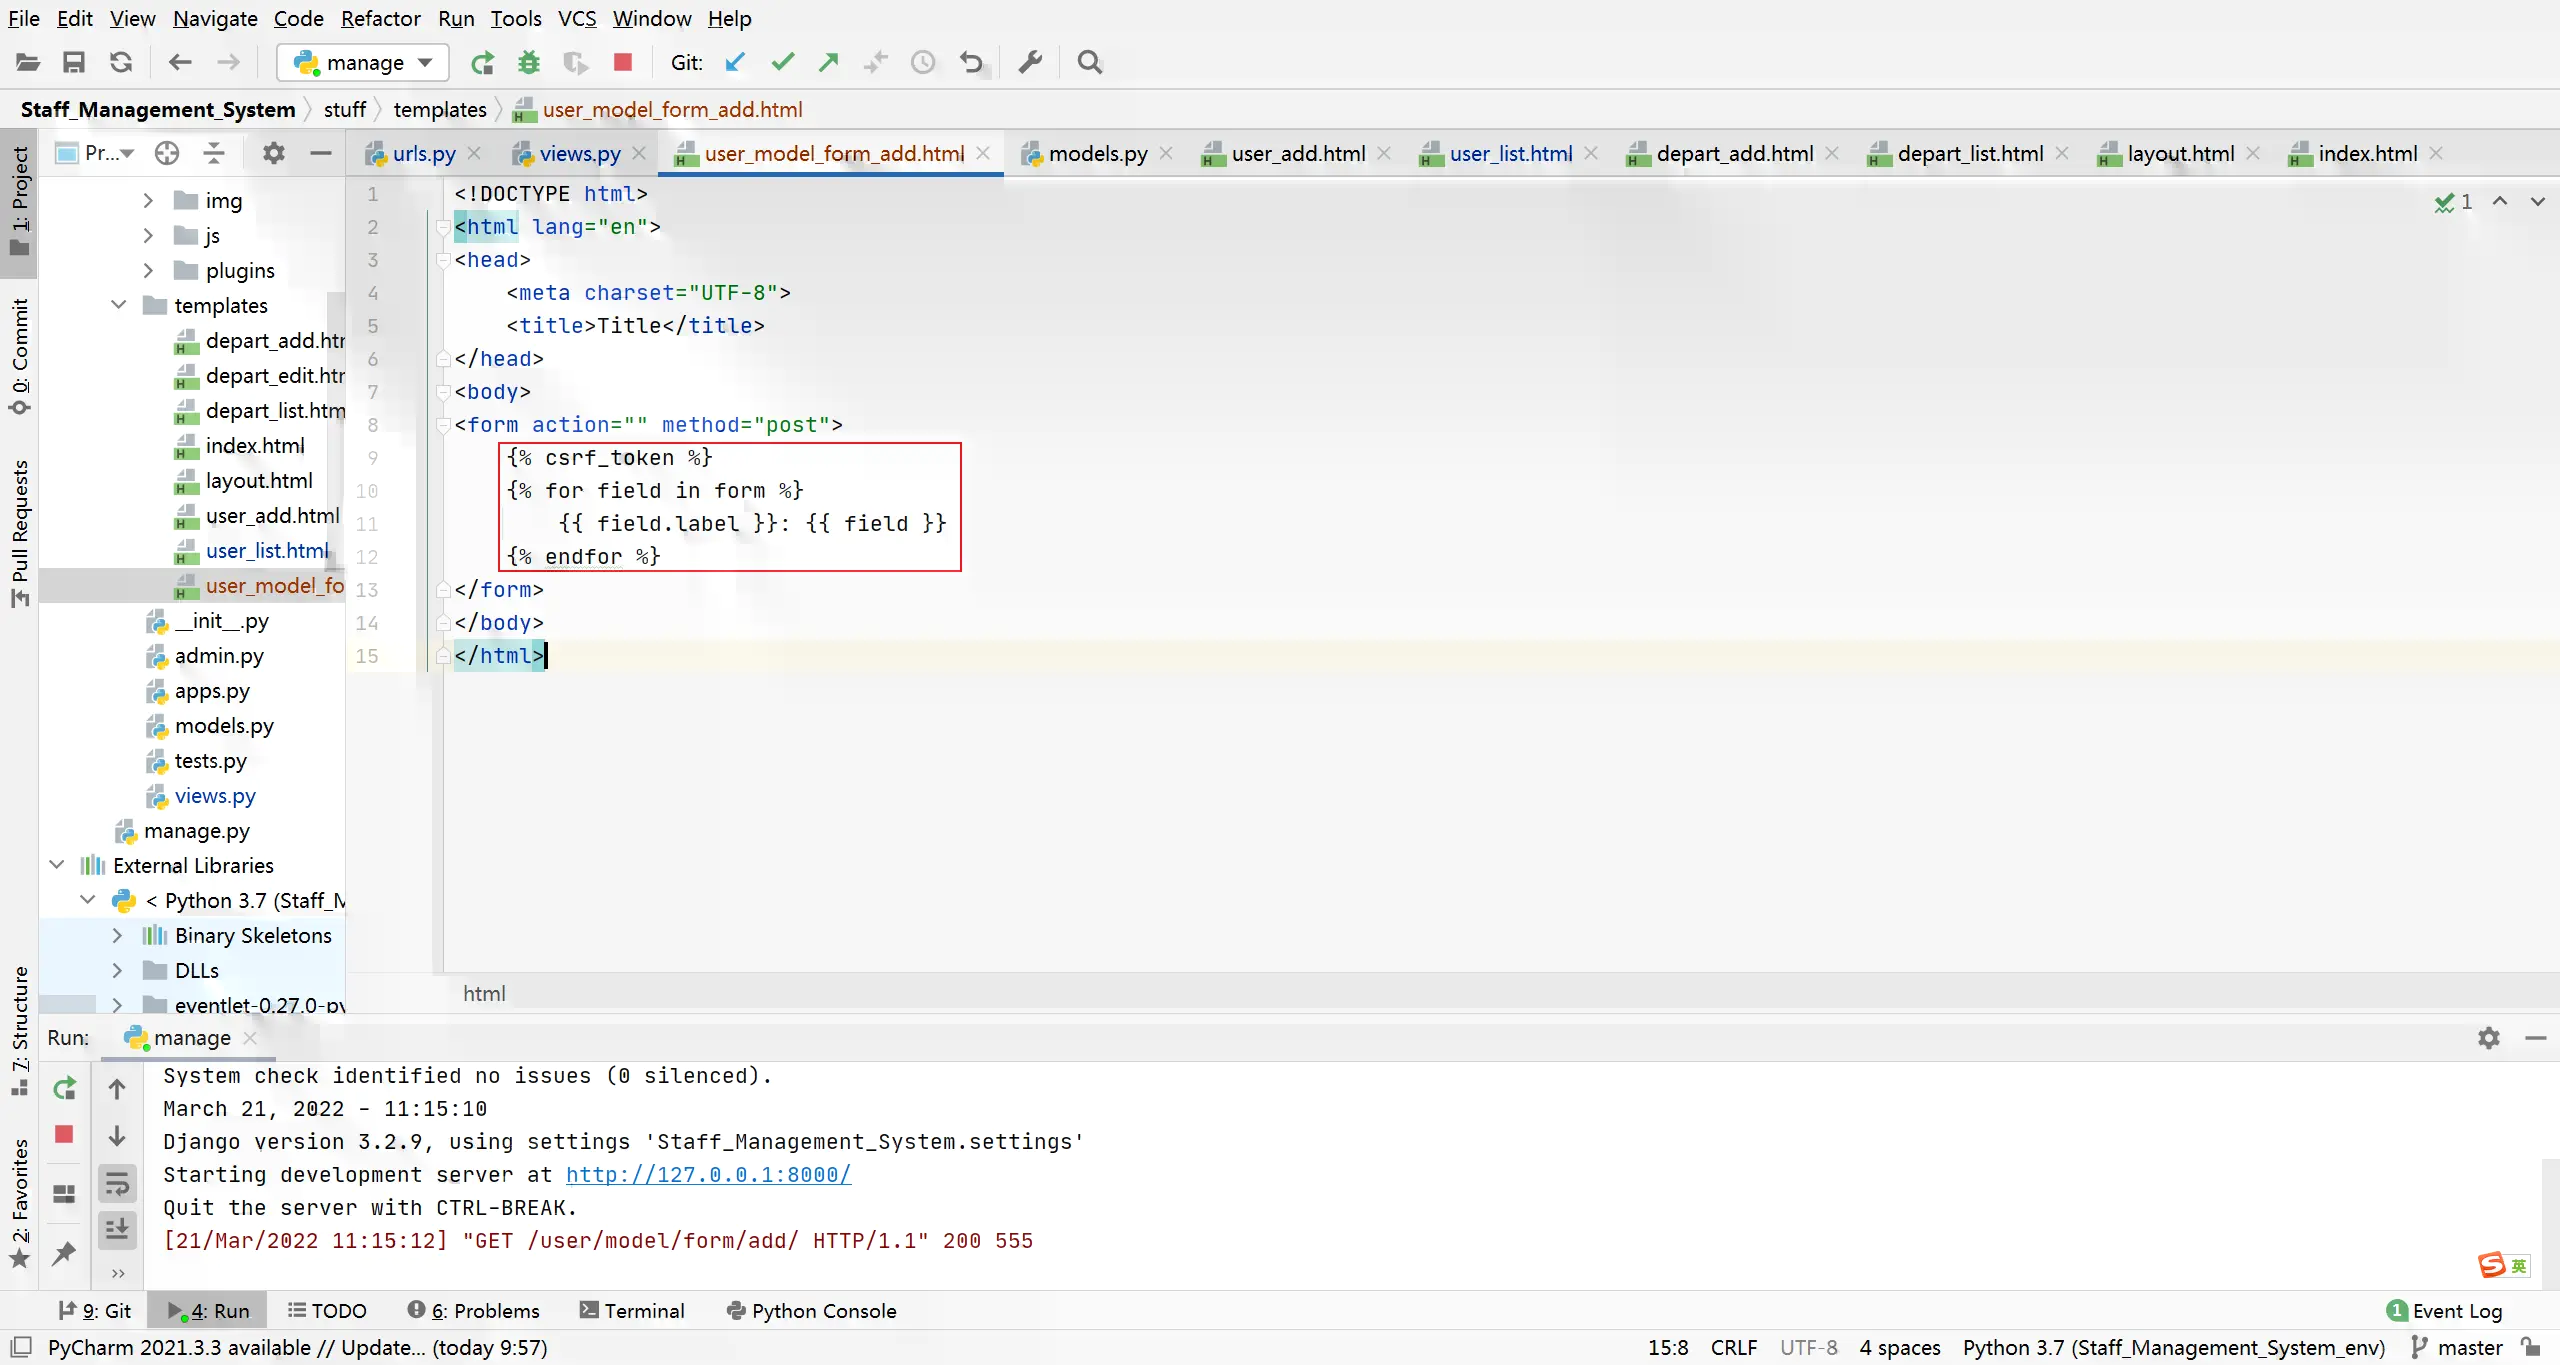 File Edit View Navigate Code Refactor Run Tools VCS Window Help
manage Git:
Staff_Management_System stuff templates user_model_form_add.html
Pr...
urls.py views.py user_model_form_add.html models.py user_add.html user_list.html depart_add.html depart_list.html layout.html index.html
1: Project
0: Commit
Pull Requests
7: Structure
2: Favorites
img
js
plugins
templates
depart_add.htm
depart_edit.htm
depart_list.htm
index.html
layout.html
user_add.html
user_list.html
user_model_fo
__init__.py
admin.py
apps.py
models.py
tests.py
views.py
manage.py
External Libraries
< Python 3.7 (Staff_M
Binary Skeletons
DLLs
eventlet-0.27.0-py
1
1 <!DOCTYPE html>
2 <html lang="en">
3 <head>
4 <meta charset="UTF-8">
5 <title>Title</title>
6 </head>
7 <body>
8 <form action="" method="post">
9 {% csrf_token %}
10 {% for field in form %}
11 {{ field.label }}: {{ field }}
12 {% endfor %}
13 </form>
14 </body>
15 </html>
html
Run: manage
System check identified no issues (0 silenced).
March 21, 2022 - 11:15:10
Django version 3.2.9, using settings 'Staff_Management_System.settings'
Starting development server at http://127.0.0.1:8000/
Quit the server with CTRL-BREAK.
[21/Mar/2022 11:15:12] "GET /user/model/form/add/ HTTP/1.1" 200 555
S 英
9: Git 4: Run TODO 6: Problems Terminal Python Console 1 Event Log
PyCharm 2021.3.3 available // Update... (today 9:57) 15:8 CRLF UTF-8 4 spaces Python 3.7 (Staff_Management_System_env) master